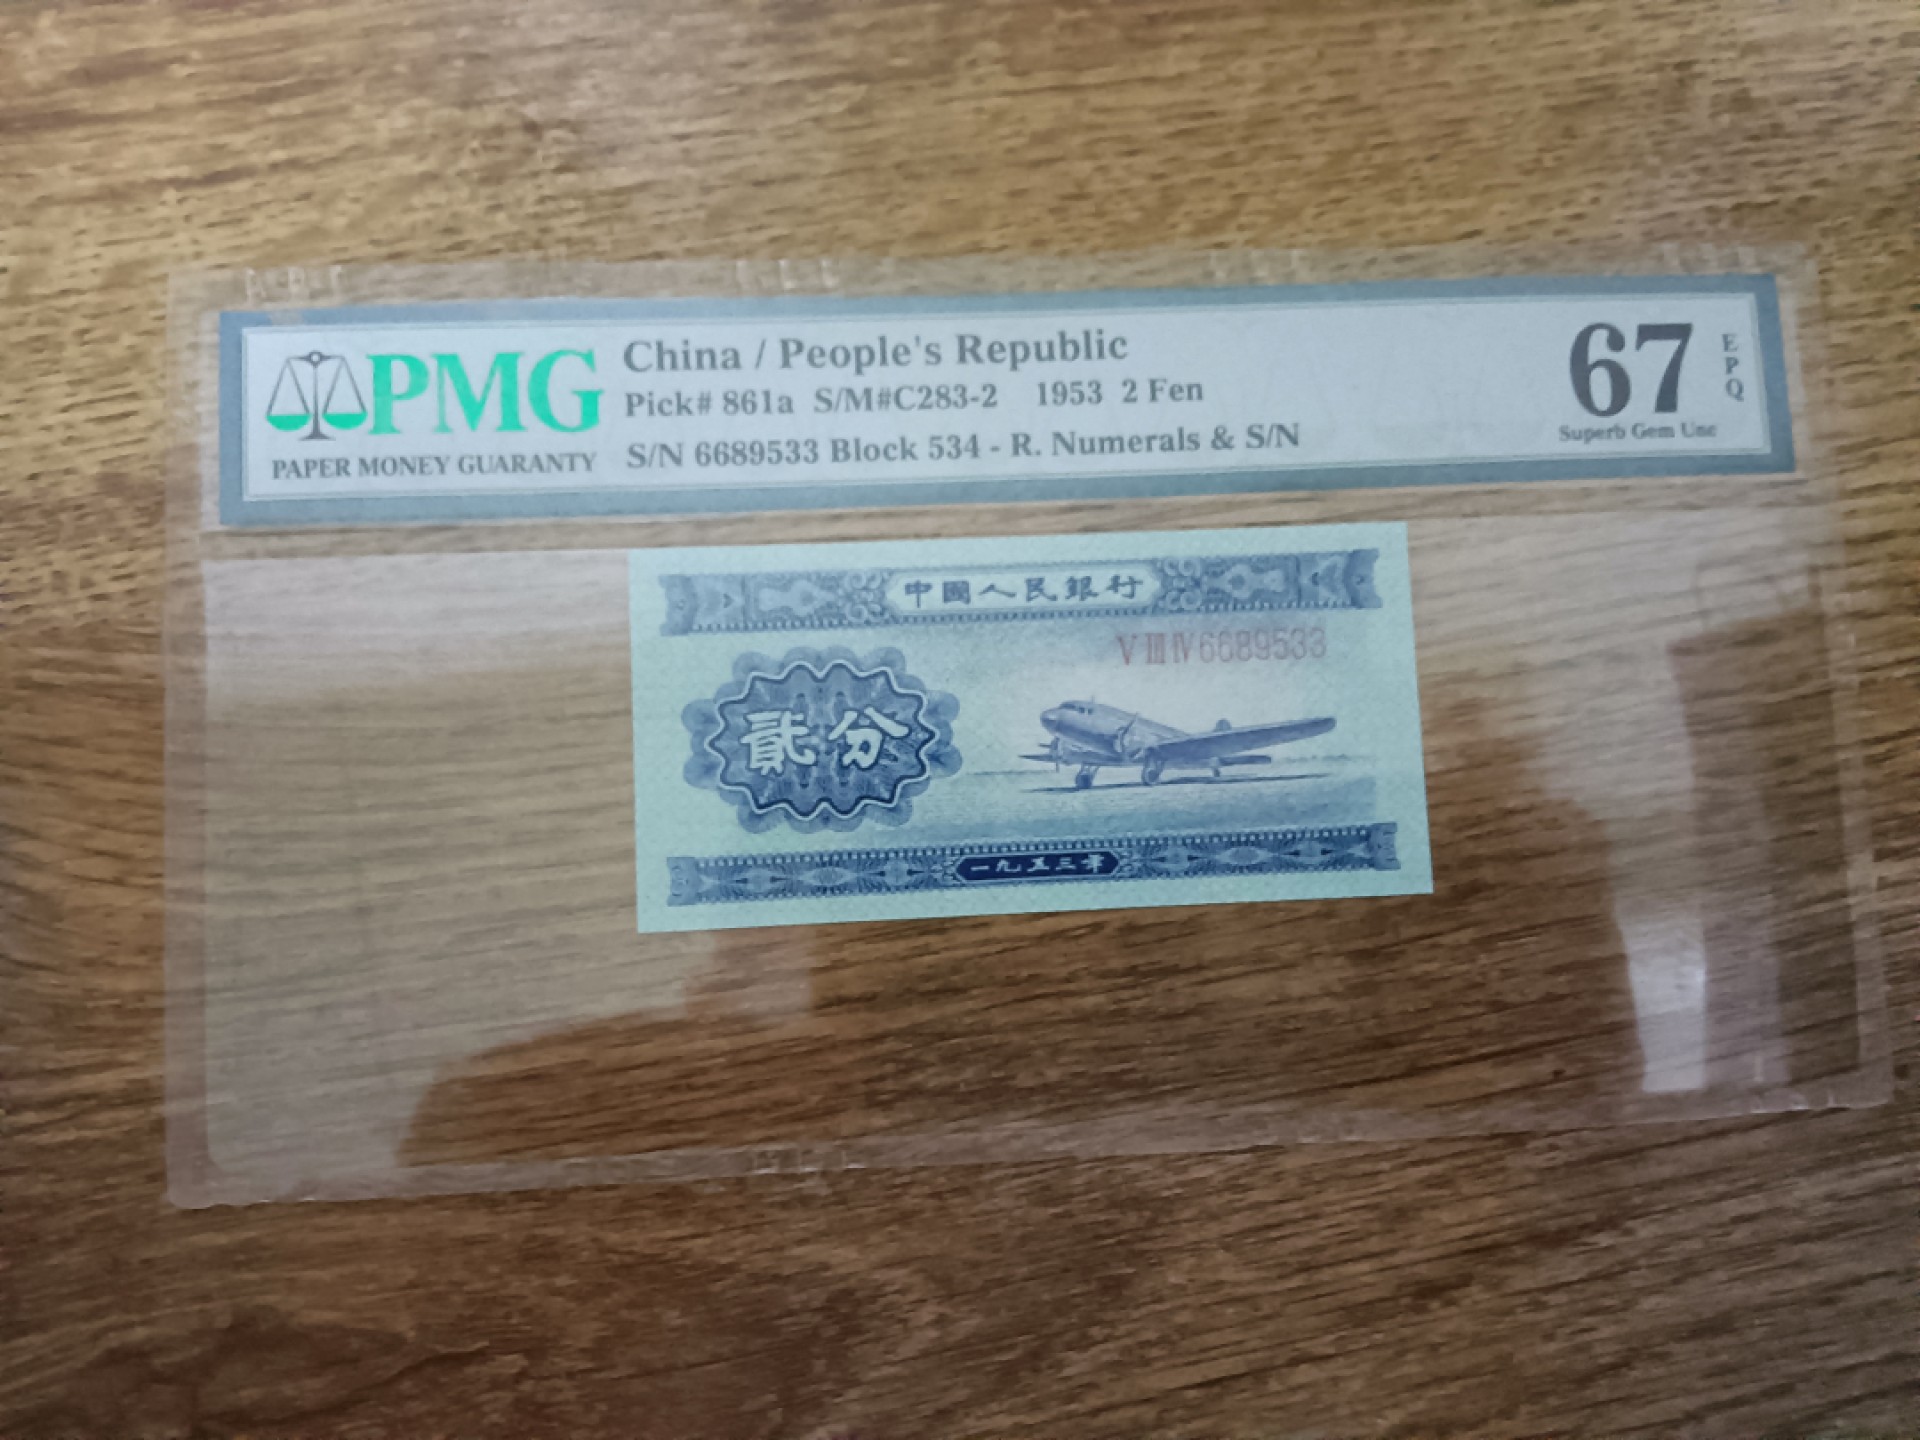 PMG
PAPER MONEY GUARANTY
China / People's Republic
Pick# 861a S/M#C283-2 1953 2 Fen
S/N 6689533 Block 534 - R. Numerals & S/N
67
EPQ
Superb Gem Unc
中國人民銀行
V III IV 6689533
貳分
一九五三年